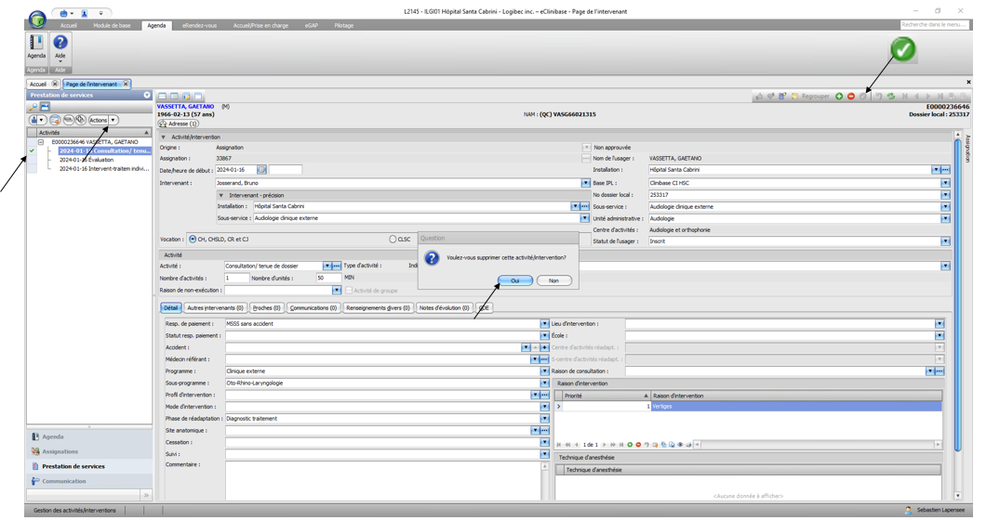 L2145 - ILGI01 Hôpital Santa Cabrini - Logibec inc. – eClinibase - Page de l'intervenant
Accueil Module de base Agenda eRendez-vous Accueil/Prise en charge eGAP Pilotage
Recherche dans le menu...
Agenda Aide
Agenda Aide
Accueil Page de l'intervenant
Prestation de services
Regrouper
VASSETTA, GAETANO (M)
E0000236646
1966-02-13 (57 ans)
NAM : (QC) VASG66021315
Dossier local : 253317
Actions
Adresse (1)
Activités
E0000236646 VASSETTA, GAETANO
2024-01-16 Consultation/ tenu...
2024-01-16 Évaluation
2024-01-16 Intervent-traitem indivi...
Activité/intervention
Origine : Assignation
Non approuvée
Assignation : 33867
Nom de l'usager : VASSETTA, GAETANO
Date/heure de début : 2024-01-16
Installation : Hôpital Santa Cabrini
Intervenant : Josserand, Bruno
Base IPL : Clinibase CI HSC
Intervenant - précision
No dossier local : 253317
Installation : Hôpital Santa Cabrini
Sous-service : Audiologie clinique externe
Sous-service : Audiologie clinique externe
Unité administrative : Audiologie
Centre d'activités : Audiologie et orthophonie
Vocation : CH, CHSLD, CR et CJ CLSC
Statut de l'usager : Inscrit
Assignation
Question
Voulez-vous supprimer cette activité/intervention?
Oui Non
Activité
Activité : Consultation/ tenue de dossier Type d'activité : Indi
Nombre d'activités : 1 Nombre d'unités : 50 MIN
Raison de non-exécution : Activité de groupe
Détail Autres intervenants (0) Proches (0) Communications (0) Renseignements divers (0) Notes d'évolution (0) CDE
Resp. de paiement : MSSS sans accident
Lieu d'intervention :
Statut resp. paiement :
École :
Accident :
Centre d'activités réadapt. :
Médecin référant :
S-centre d'activités réadapt. :
Programme : Clinique externe
Raison de consultation :
Sous-programme : Oto-Rhino-Laryngologie
Raison d'intervention
Profil d'intervention :
Priorité Raison d'intervention
Mode d'intervention :
1 Vertiges
Phase de réadaptation : Diagnostic traitement
Site anatomique :
Cessation :
1 de 1
Suivi :
Technique d'anesthésie
Commentaire :
Technique d'anesthésie
<Aucune donnée à afficher>
Agenda
Assignations
Prestation de services
Communication
Gestion des activités/interventions
Sebastien Lapensee